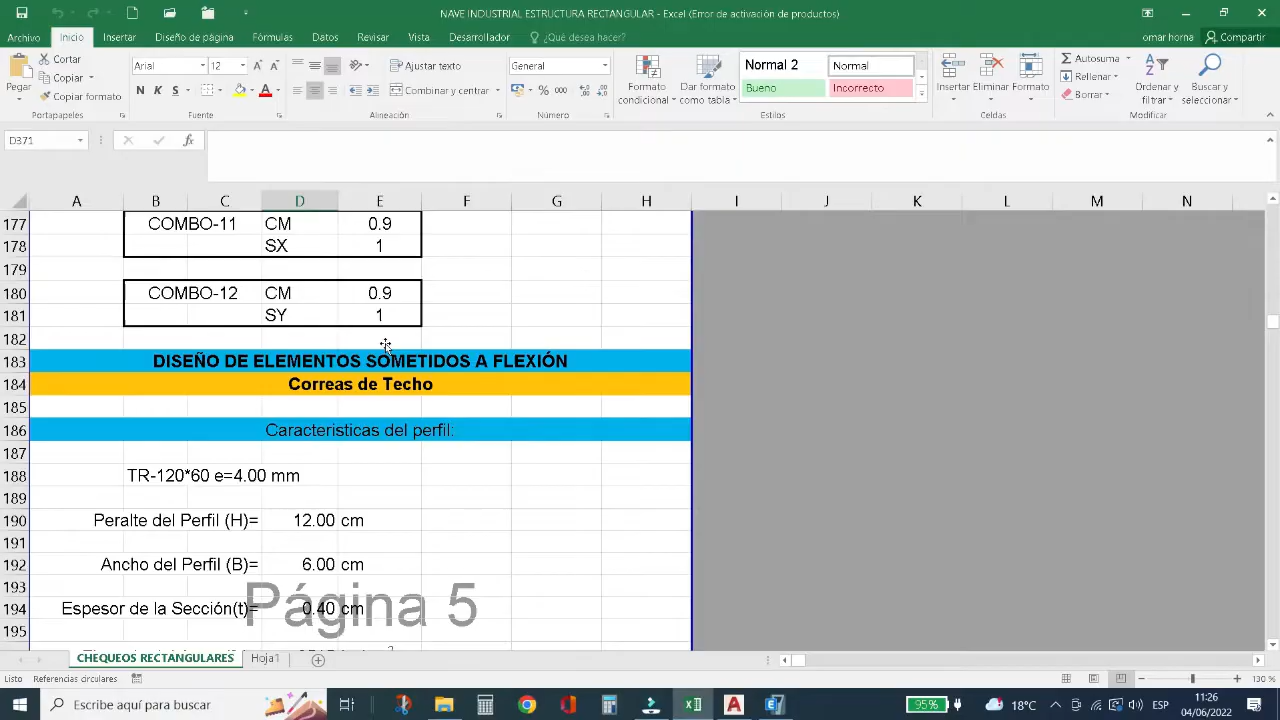 NAVE INDUSTRIAL ESTRUCTURA RECTANGULAR - Excel (Error de activación de productos)
Archivo Inicio Insertar Diseño de página Fórmulas Datos Revisar Vista Desarrollador ¿Qué desea hacer? omar horna Compartir
Pegar Cortar Copiar Copiar formato
Arial 12 A A
N K S A
Ajustar texto
Combinar y centrar
General
% 000
Formato condicional Dar formato como tabla
Normal 2 Normal
Bueno Incorrecto
Insertar Eliminar Formato
Autosuma
Rellenar
Borrar
Ordenar y filtrar Buscar y seleccionar
Portapapeles Fuente Alineación Número Estilos Celdas Modificar
D371 fx
A B C D E F G H I J K L M N
177 COMBO-11 CM 0.9
178 SX 1
179
180 COMBO-12 CM 0.9
181 SY 1
182
183 DISEÑO DE ELEMENTOS SOMETIDOS A FLEXIÓN
184 Correas de Techo
185
186 Caracteristicas del perfil:
187
188 TR-120*60 e=4.00 mm
189
190 Peralte del Perfil (H)= 12.00 cm
191
192 Ancho del Perfil (B)= 6.00 cm
193
194 Espesor de la Sección(t)= 0.40 cm
195
Página 5
CHEQUEOS RECTANGULARES Hoja1
Listo Referencias circulares 130 %
Escribe aquí para buscar 95% 18°C ESP 11:26
04/06/2022